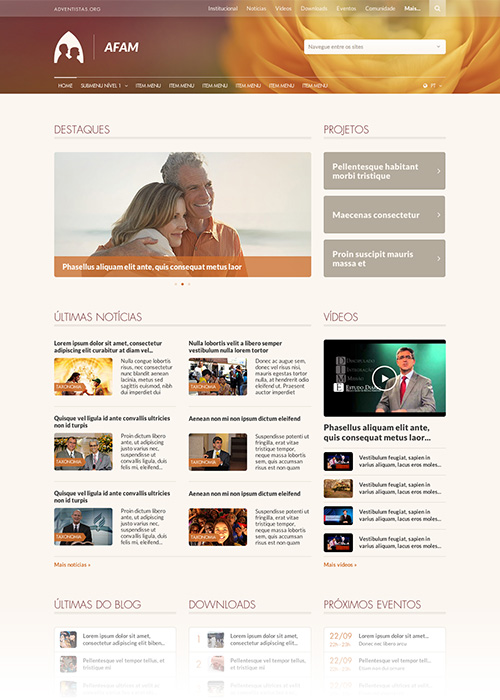 ADVENTISTAS.ORG
Institucional Notícias Vídeos Downloads Eventos Comunidade Mais...
AFAM
Navegue entre os sites
HOME SUBMENU NÍVEL 1 ITEM MENU ITEM MENU ITEM MENU ITEM MENU ITEM MENU ITEM MENU PT
DESTAQUES
Phasellus aliquam elit ante, quis consequat metus laor
PROJETOS
Pellentesque habitant
morbi tristique
Maecenas consectetur
Proin suscipit mauris
massa et
ÚLTIMAS NOTÍCIAS
Lorem ipsum dolor sit amet, consectetur
adipiscing elit curabitur at diam vel...
TAXONOMIA
Nulla congue lobortis
risus, nec consectetur
nunc blandit aenean
lacinia, metus sed
sagittis euismod, nibh
dui imperdiet dui
Nulla lobortis velit a libero semper
vestibulum nulla lorem tortor
TAXONOMIA
Donec ac augue sem,
donec vel risus nisi,
mauris egestas tortor
nulla, at hendrerit odio
eleifend ut. Praesent
auctor imperdiet
Quisque vel ligula id ante convallis ultricies
non id turpis
TAXONOMIA
Proin dictum libero
ante, ut adipiscing
justo varius nec,
suspendisse ut
convallis diam, duis
felis mi, eleifend...
Aenean non mi non ipsum dictum eleifend
TAXONOMIA
Suspendisse potenti ut
fringilla, erat vitae
tristique tempor,
neque massa lobortis
sem, quis accumsan
risus est non quam
Quisque vel ligula id ante convallis ultricies
non id turpis
TAXONOMIA
Proin dictum libero
ante, ut adipiscing
justo varius nec,
suspendisse ut
convallis diam, duis
felis mi, eleifend...
Aenean non mi non ipsum dictum eleifend
TAXONOMIA
Suspendisse potenti ut
fringilla, erat vitae
tristique tempor,
neque massa lobortis
sem, quis accumsan
risus est non quam
Mais notícias »
VÍDEOS
DISCIPULADO
INTEGRAÇÃO
MISSÃO
ESTUDO DIÁRIO
Phasellus aliquam elit ante,
quis consequat metus laor...
Vestibulum feugiat, sapien in
varius aliquam, lacus eros moles...
Vestibulum feugiat, sapien in
varius aliquam, lacus eros moles...
Vestibulum feugiat, sapien in
varius aliquam, lacus eros moles...
Vestibulum feugiat, sapien in
varius aliquam, lacus eros moles...
Mais vídeos »
ÚLTIMAS DO BLOG
Lorem ipsum dolor sit amet,
consectetur adipiscing elit biben...
Pellentesque vel tempor tellus,
et tristique mi
DOWNLOADS
1 Lorem ipsum dolor sit
amet, consectetur
2 Pellentesque vel
tempor tellus, et
PRÓXIMOS EVENTOS
22/09
22h - 23h
Lorem ipsum dolor sit amet
Donec nec libero arcu
23/09
22h - 23h
Pellentesque vel tempor tellus